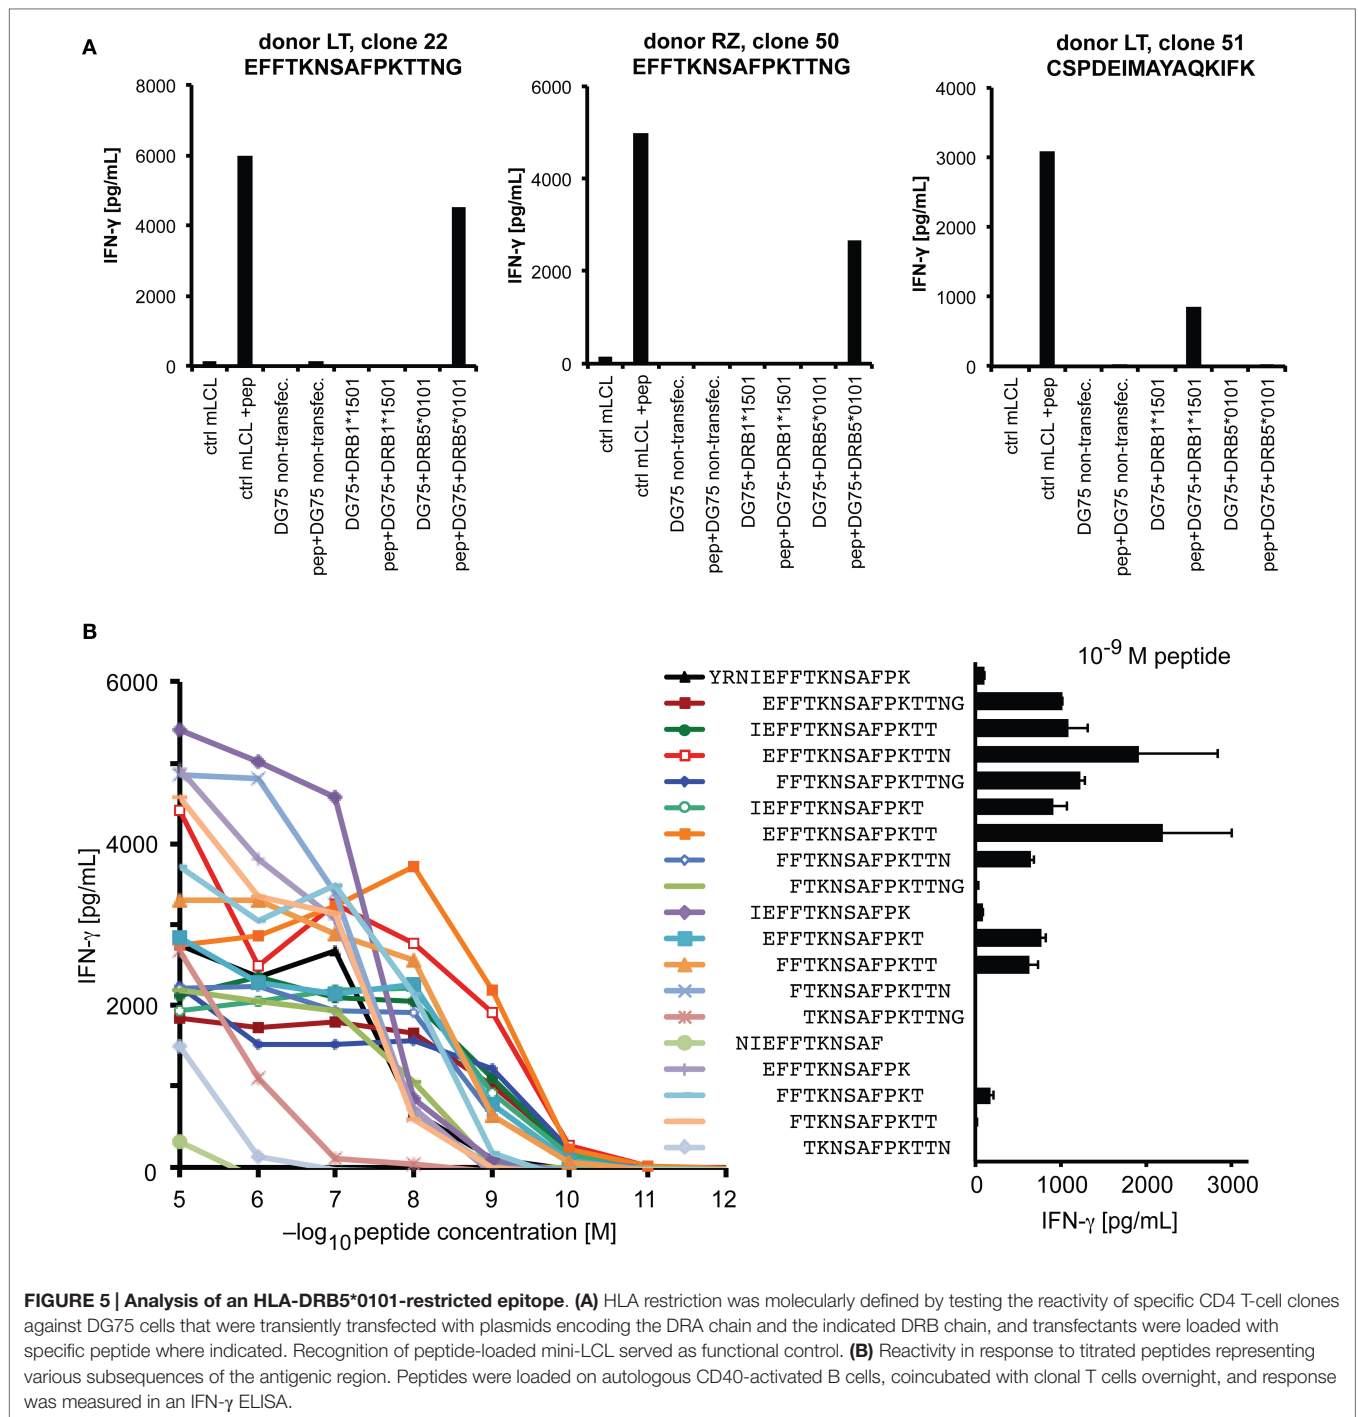 A
donor LT, clone 22
EFFTKNSAFPKTTNG
8000
6000
4000
2000
0
IFN-γ [pg/mL]
ctrl mLCL
ctrl mLCL +pep
DG75 non-transfec.
pep+DG75 non-transfec.
DG75+DRB1*1501
pep+DG75+DRB1*1501
DG75+DRB5*0101
pep+DG75+DRB5*0101
donor RZ, clone 50
EFFTKNSAFPKTTNG
6000
4000
2000
0
IFN-γ [pg/mL]
ctrl mLCL
ctrl mLCL +pep
DG75 non-transfec.
pep+DG75 non-transfec.
DG75+DRB1*1501
pep+DG75+DRB1*1501
DG75+DRB5*0101
pep+DG75+DRB5*0101
donor LT, clone 51
CSPDEIMAYAQKIFK
4000
3000
2000
1000
0
IFN-γ [pg/mL]
ctrl mLCL
ctrl mLCL +pep
DG75 non-transfec.
pep+DG75 non-transfec.
DG75+DRB1*1501
pep+DG75+DRB1*1501
DG75+DRB5*0101
pep+DG75+DRB5*0101
B
6000
4000
2000
0
IFN-γ [pg/mL]
5 6 7 8 9 10 11 12
–log10 peptide concentration [M]
YRNIEFFTKNSAFPK
EFFTKNSAFPKTTNG
IEFFTKNSAFPKTT
EFFTKNSAFPKTTN
FFTKNSAFPKTTNG
IEFFTKNSAFPKT
EFFTKNSAFPKTT
FFTKNSAFPKTTN
FTKNSAFPKTTNG
IEFFTKNSAFPK
EFFTKNSAFPKT
FFTKNSAFPKTT
FTKNSAFPKTTN
TKNSAFPKTTNG
NIEFFTKNSAF
EFFTKNSAFPK
FFTKNSAFPKT
FTKNSAFPKTT
TKNSAFPKTTN
10-9 M peptide
0 1000 2000 3000
IFN-γ [pg/mL]
FIGURE 5 | Analysis of an HLA-DRB5*0101-restricted epitope. (A) HLA restriction was molecularly defined by testing the reactivity of specific CD4 T-cell clones
against DG75 cells that were transiently transfected with plasmids encoding the DRA chain and the indicated DRB chain, and transfectants were loaded with
specific peptide where indicated. Recognition of peptide-loaded mini-LCL served as functional control. (B) Reactivity in response to titrated peptides representing
various subsequences of the antigenic region. Peptides were loaded on autologous CD40-activated B cells, coincubated with clonal T cells overnight, and response
was measured in an IFN-γ ELISA.